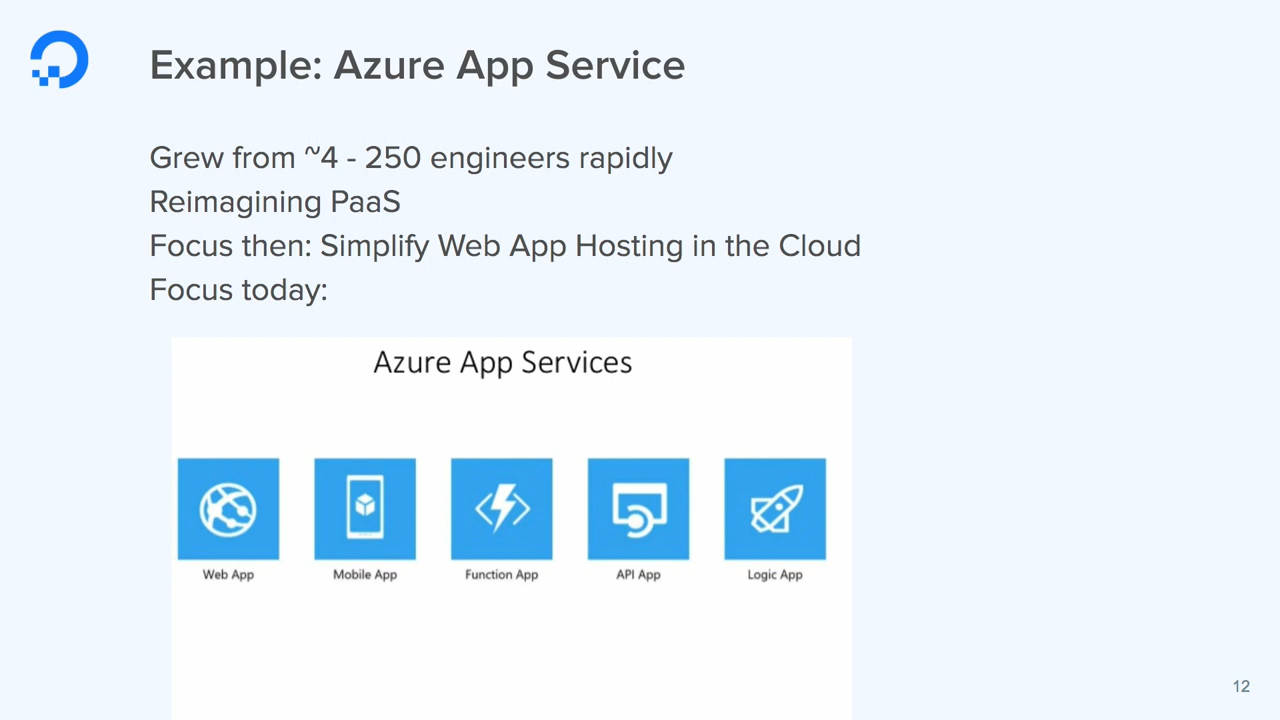 Example: Azure App Service
Grew from ~4 - 250 engineers rapidly
Reimagining PaaS
Focus then: Simplify Web App Hosting in the Cloud
Focus today:
Azure App Services
Web App
Mobile App
Function App
API App
Logic App
12